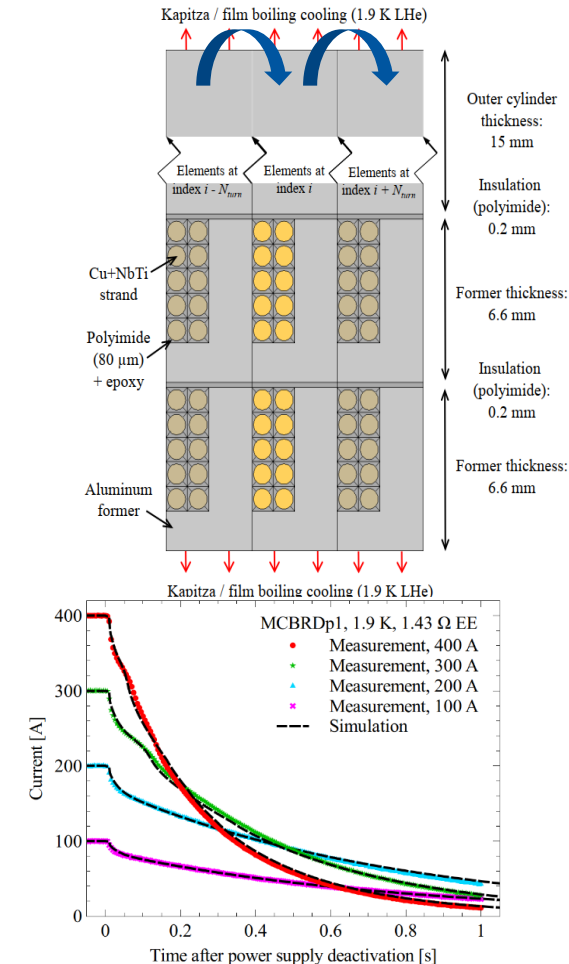 Kapitza / film boiling cooling (1.9 K LHe)
Outer cylinder
thickness:
15 mm
Elements at
index i - Nturn
Elements at
index i
Elements at
index i + Nturn
Insulation
(polyimide):
0.2 mm
Cu+NbTi
strand
Former thickness:
6.6 mm
Polyimide
(80 µm)
+ epoxy
Insulation
(polyimide):
0.2 mm
Former thickness:
6.6 mm
Aluminum
former
Kapitza / film boiling cooling (1.9 K LHe)
MCBRDp1, 1.9 K, 1.43 Ω EE
Measurement, 400 A
Measurement, 300 A
Measurement, 200 A
Measurement, 100 A
Simulation
Current [A]
400
300
200
100
0
0 0.2 0.4 0.6 0.8 1
Time after power supply deactivation [s]